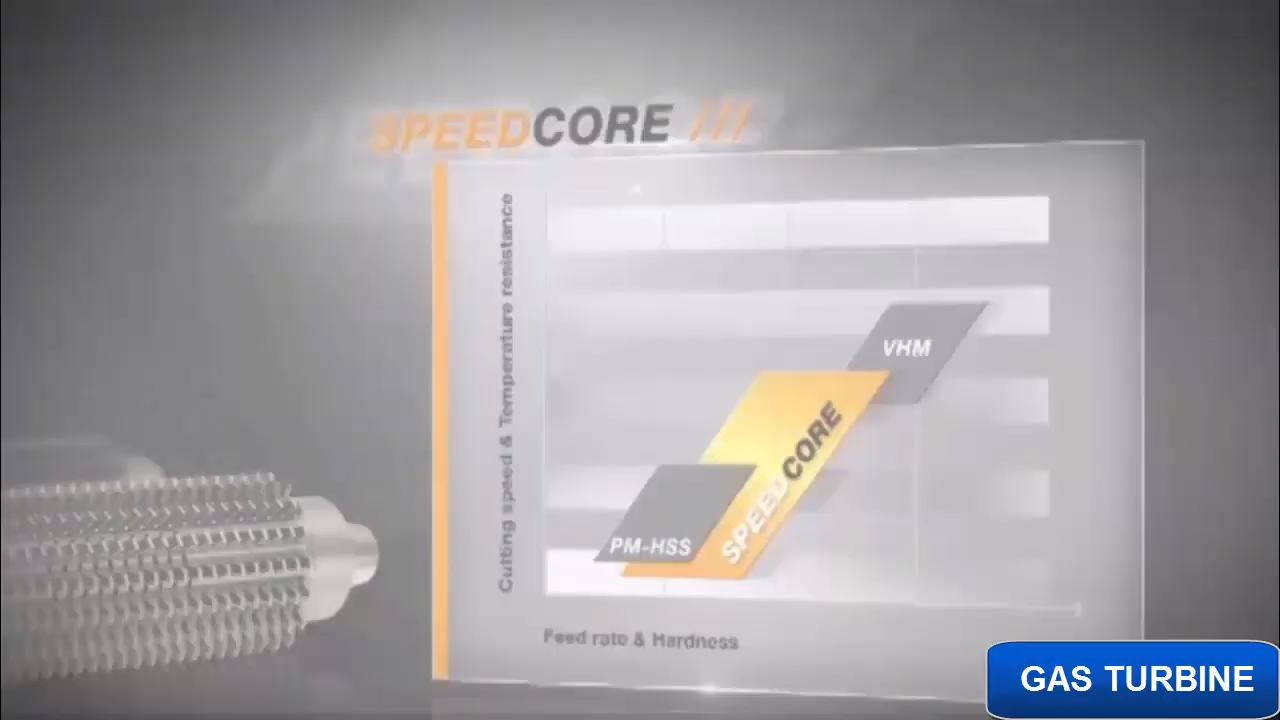 SPEEDCORE ///
Cutting speed & Temperature resistance
VHM
SPEEDCORE
PM-HSS
Feed rate & Hardness
GAS TURBINE